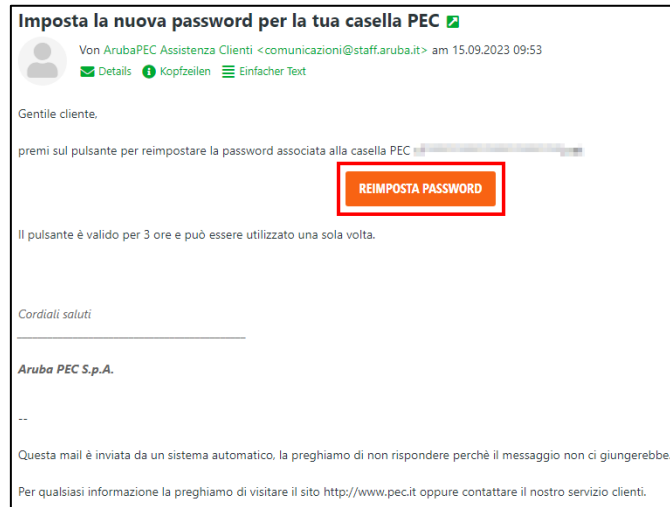 Imposta la nuova password per la tua casella PEC
Von ArubaPEC Assistenza Clienti <comunicazioni@staff.aruba.it> am 15.09.2023 09:53
Details Kopfzeilen Einfacher Text
Gentile cliente,
premi sul pulsante per reimpostare la password associata alla casella PEC
REIMPOSTA PASSWORD
Il pulsante è valido per 3 ore e può essere utilizzato una sola volta.
Cordiali saluti
Aruba PEC S.p.A.
--
Questa mail è inviata da un sistema automatico, la preghiamo di non rispondere perchè il messaggio non ci giungerebbe.
Per qualsiasi informazione la preghiamo di visitare il sito http://www.pec.it oppure contattare il nostro servizio clienti.